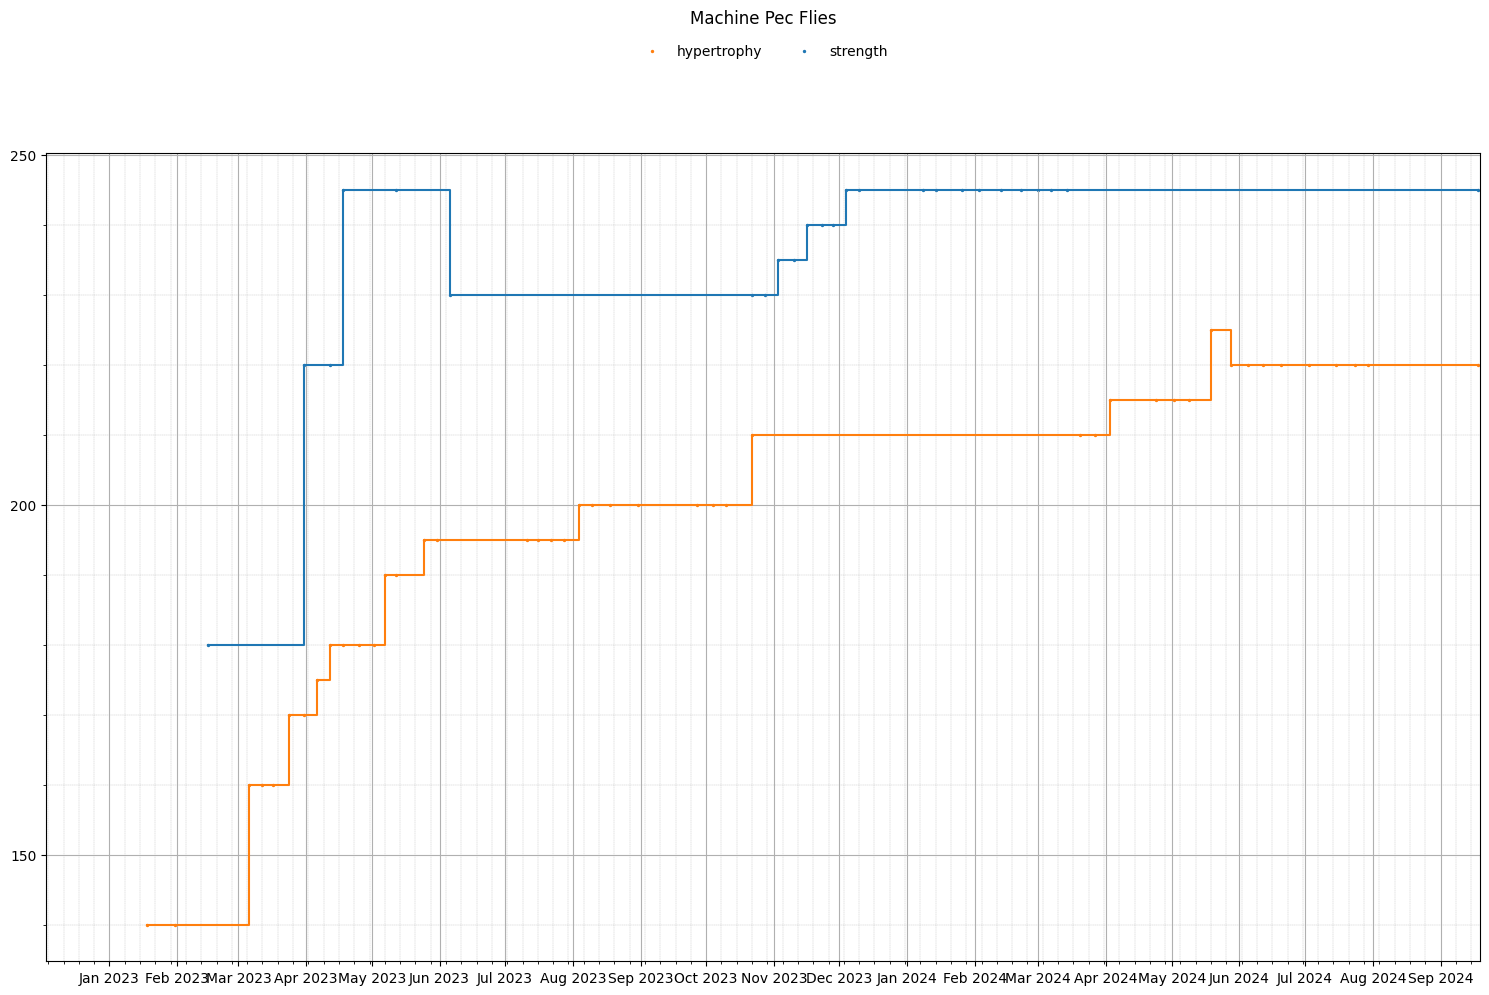 Machine Pec Flies
hypertrophy strength
250
200
150
Jan 2023 Feb 2023 Mar 2023 Apr 2023 May 2023 Jun 2023 Jul 2023 Aug 2023 Sep 2023 Oct 2023 Nov 2023 Dec 2023 Jan 2024 Feb 2024 Mar 2024 Apr 2024 May 2024 Jun 2024 Jul 2024 Aug 2024 Sep 2024